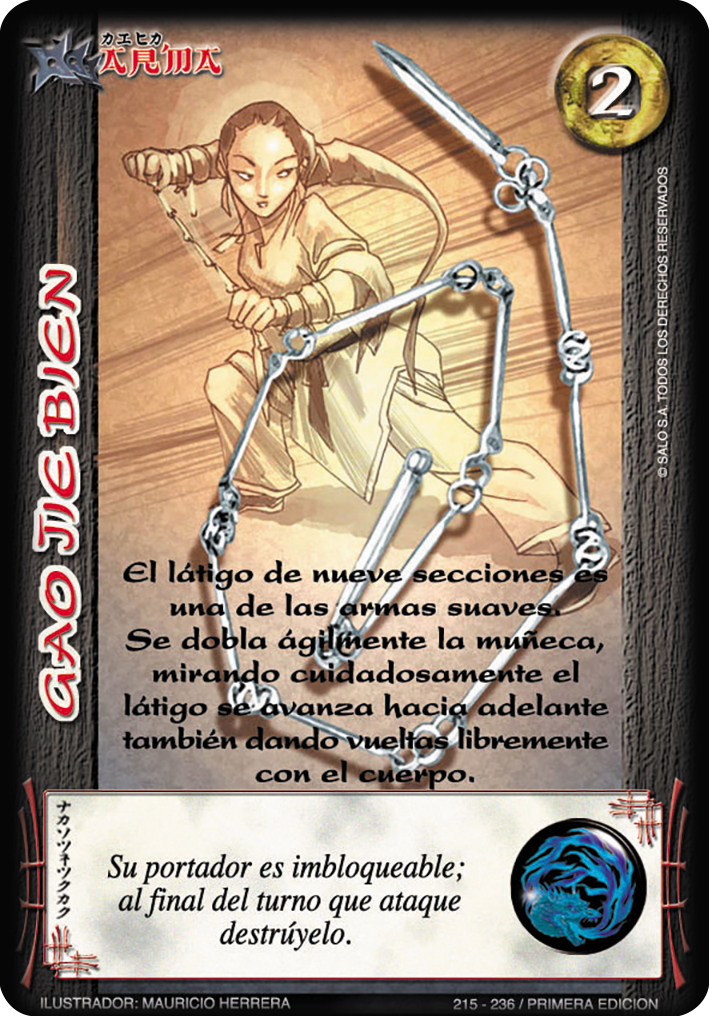 カエヒカ
ARMA
2
© SALO S.A. TODOS LOS DERECHOS RESERVADOS
GAO JIE BIEN
El látigo de nueve secciones es
una de las armas suaves.
Se dobla ágilmente la muñeca,
mirando cuidadosamente el
látigo se avanza hacia adelante
también dando vueltas libremente
con el cuerpo.
ナカソツネツクカク
Su portador es imbloqueable;
al final del turno que ataque
destrúyelo.
ILUSTRADOR: MAURICIO HERRERA
215 - 236 / PRIMERA EDICION